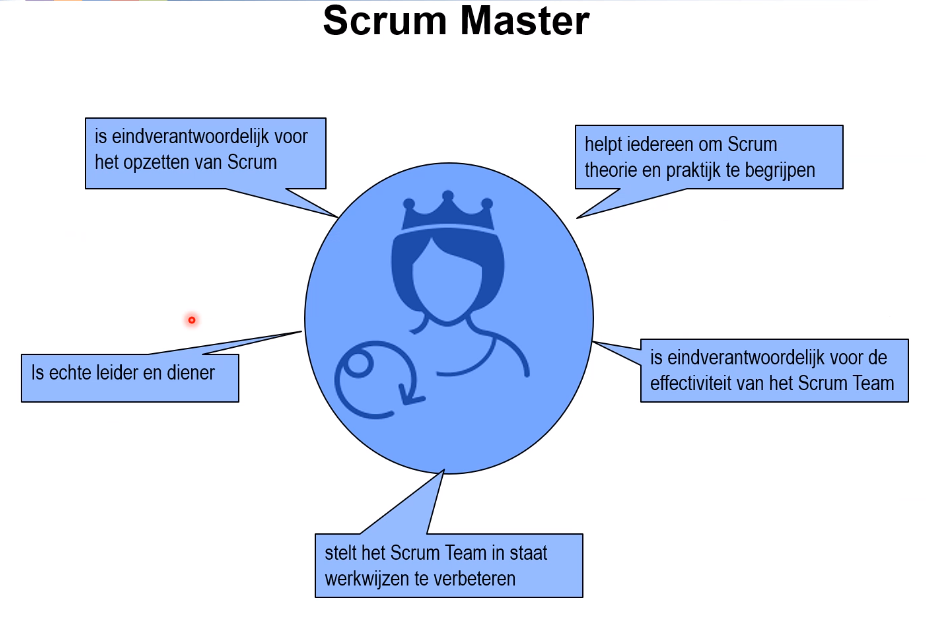 Scrum Master
is eindverantwoordelijk voor
het opzetten van Scrum
helpt iedereen om Scrum
theorie en praktijk te begrijpen
Is echte leider en diener
is eindverantwoordelijk voor de
effectiviteit van het Scrum Team
stelt het Scrum Team in staat
werkwijzen te verbeteren